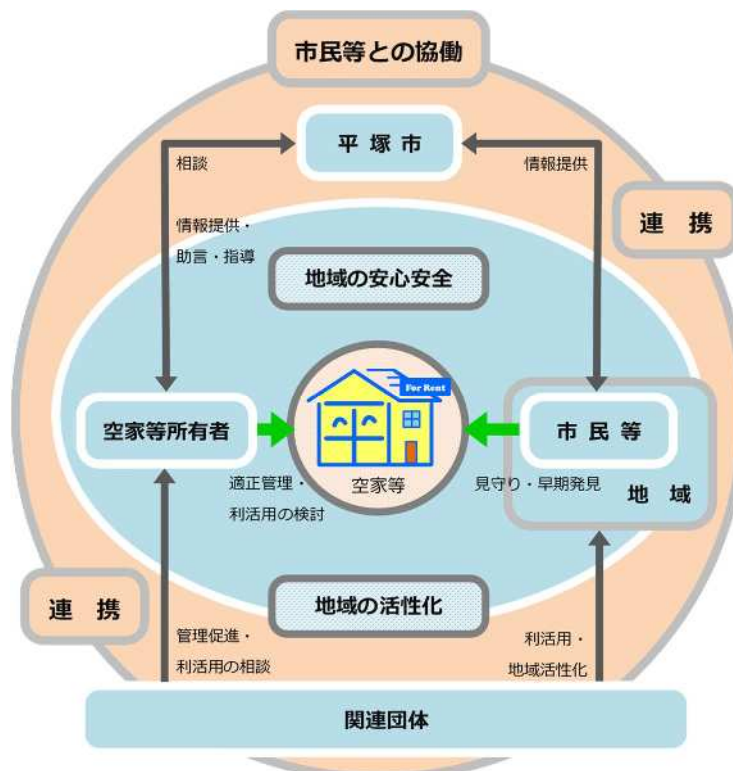 市民等との協働
平塚市
相談
情報提供
連 携
情報提供・
助言・指導
地域の安心安全
For Rent
空家等所有者
市民等
空家等
適正管理・
利活用の検討
見守り・早期発見
地 域
地域の活性化
連 携
管理促進・
利活用の相談
利活用・
地域活性化
関連団体